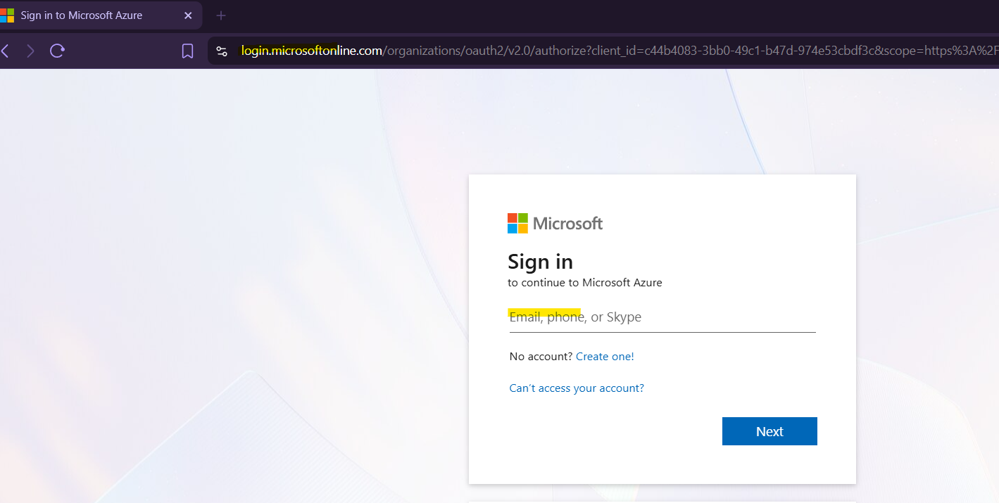 Sign in to Microsoft Azure
login.microsoftonline.com/organizations/oauth2/v2.0/authorize?client_id=c44b4083-3bb0-49c1-b47d-974e53cbdf3c&scope=https%3A%2F
Microsoft
Sign in
to continue to Microsoft Azure
Email, phone, or Skype
No account? Create one!
Can't access your account?
Next